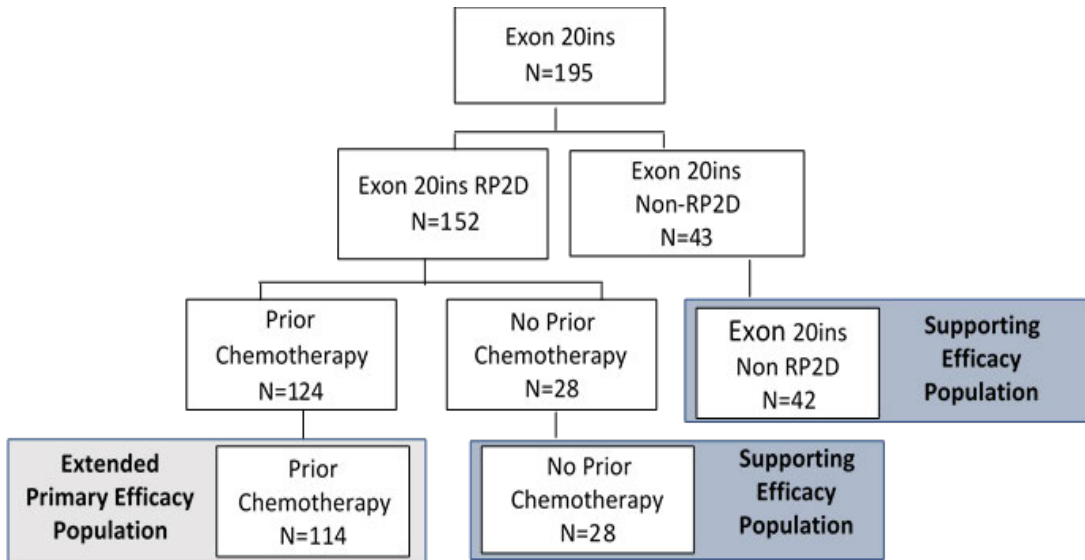 Exon 20ins
N=195
Exon 20ins RP2D
N=152
Exon 20ins
Non-RP2D
N=43
Prior
Chemotherapy
N=124
No Prior
Chemotherapy
N=28
Exon 20ins
Non RP2D
N=42
Supporting
Efficacy
Population
Extended
Primary Efficacy
Population
Prior
Chemotherapy
N=114
No Prior
Chemotherapy
N=28
Supporting
Efficacy
Population